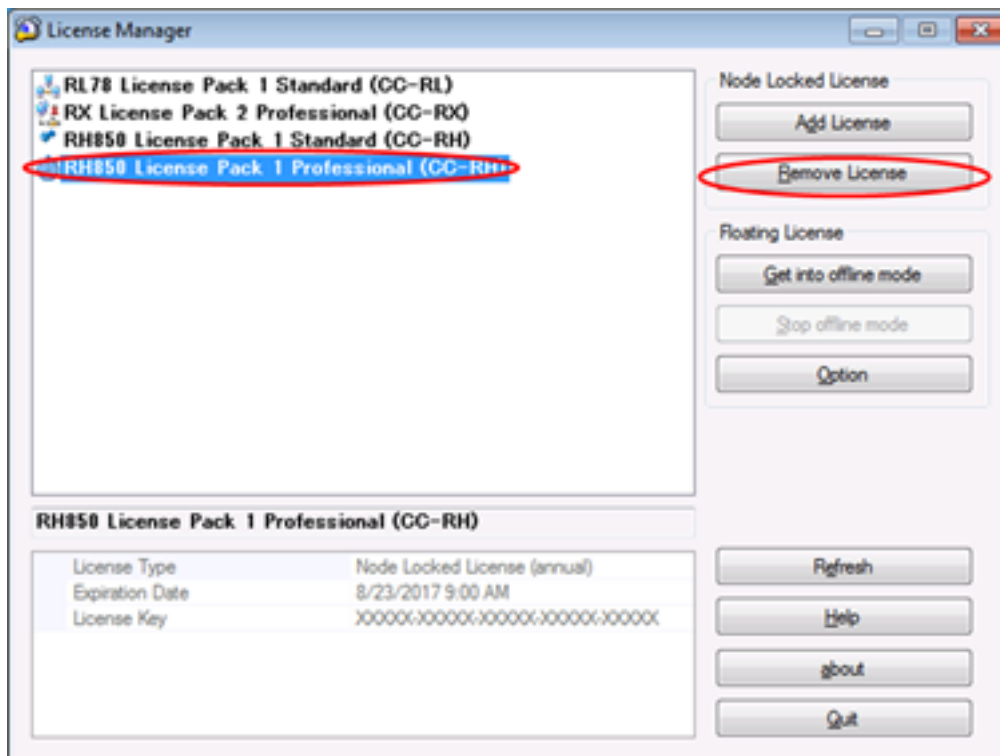 License Manager
RL78 License Pack 1 Standard (CC-RL)
RX License Pack 2 Professional (CC-RX)
RH850 License Pack 1 Standard (CC-RH)
RH850 License Pack 1 Professional (CC-RH)
Node Locked License
Add License
Remove License
Floating License
Get into offline mode
Stop offline mode
Option
RH850 License Pack 1 Professional (CC-RH)
License Type Node Locked License (annual)
Expiration Date 8/23/2017 9:00 AM
License Key XXXXX-XXXXX-XXXXX-XXXXX-XXXXX
Refresh
Help
about
Quit